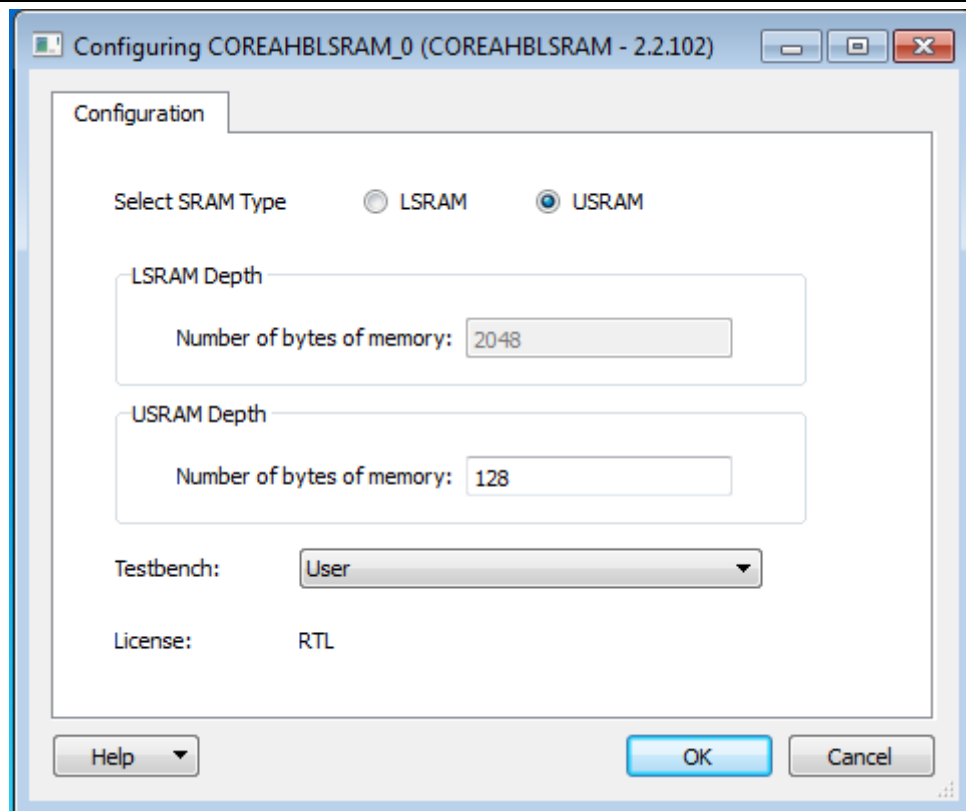 Configuring COREAHBLSRAM_0 (COREAHBLSRAM - 2.2.102)
Configuration
Select SRAM Type LSRAM USRAM
LSRAM Depth
Number of bytes of memory: 2048
USRAM Depth
Number of bytes of memory: 128
Testbench: User
License: RTL
Help OK Cancel